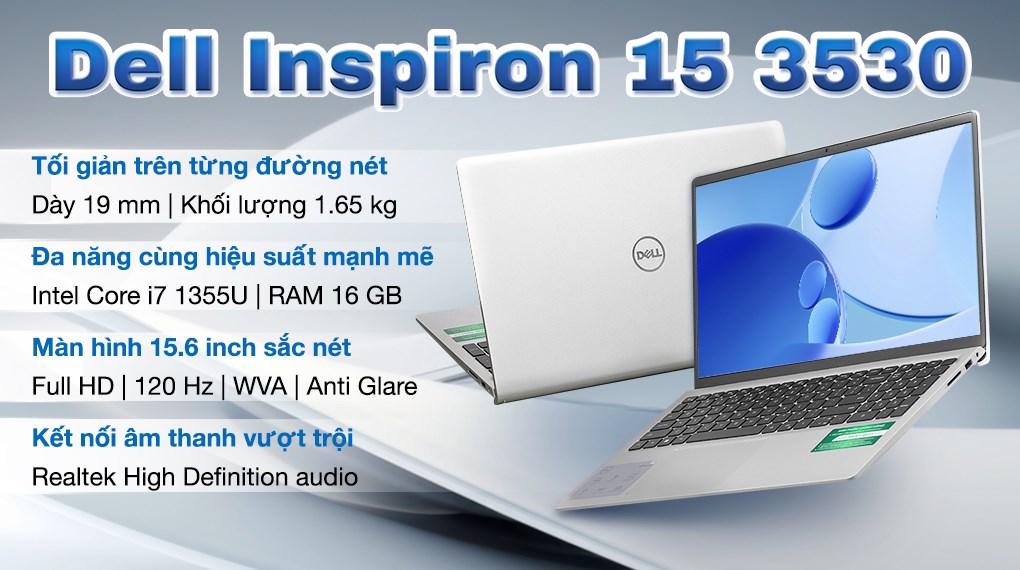 Dell Inspiron 15 3530
Tối giản trên từng đường nét
Dày 19 mm | Khối lượng 1.65 kg
Đa năng cùng hiệu suất mạnh mẽ
Intel Core i7 1355U | RAM 16 GB
Màn hình 15.6 inch sắc nét
Full HD | 120 Hz | WVA | Anti Glare
Kết nối âm thanh vượt trội
Realtek High Definition audio
DELL